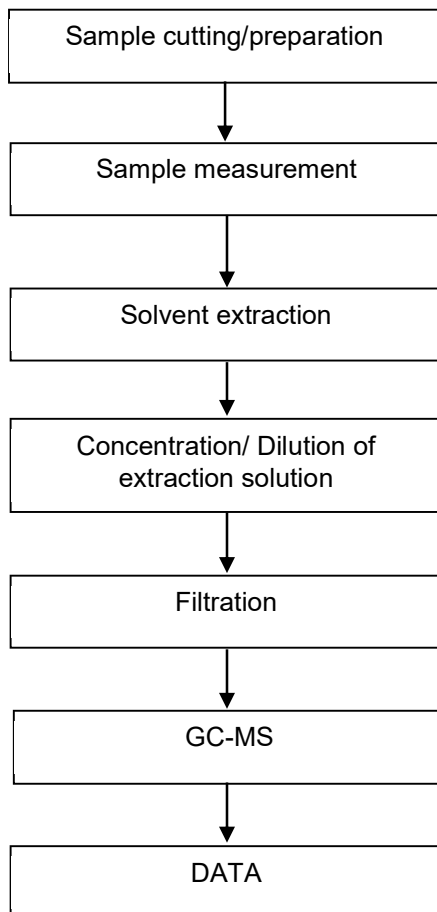 Sample cutting/preparation
Sample measurement
Solvent extraction
Concentration/ Dilution of
extraction solution
Filtration
GC-MS
DATA